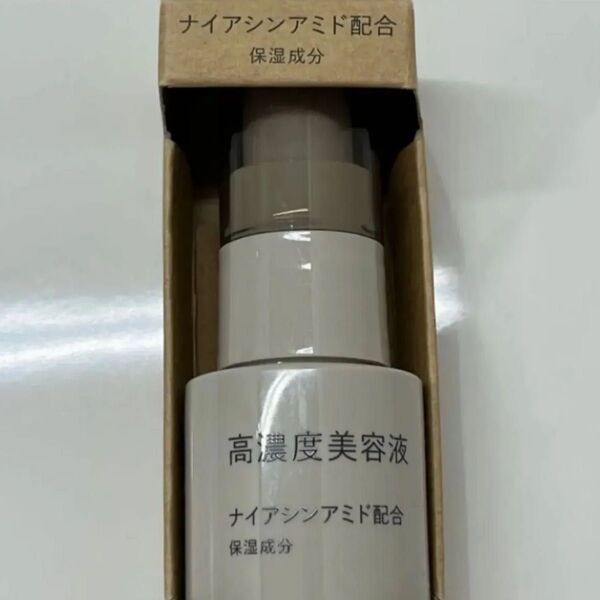 ナイアシンアミド配合
保湿成分
高濃度美容液
ナイアシンアミド配合
保湿成分